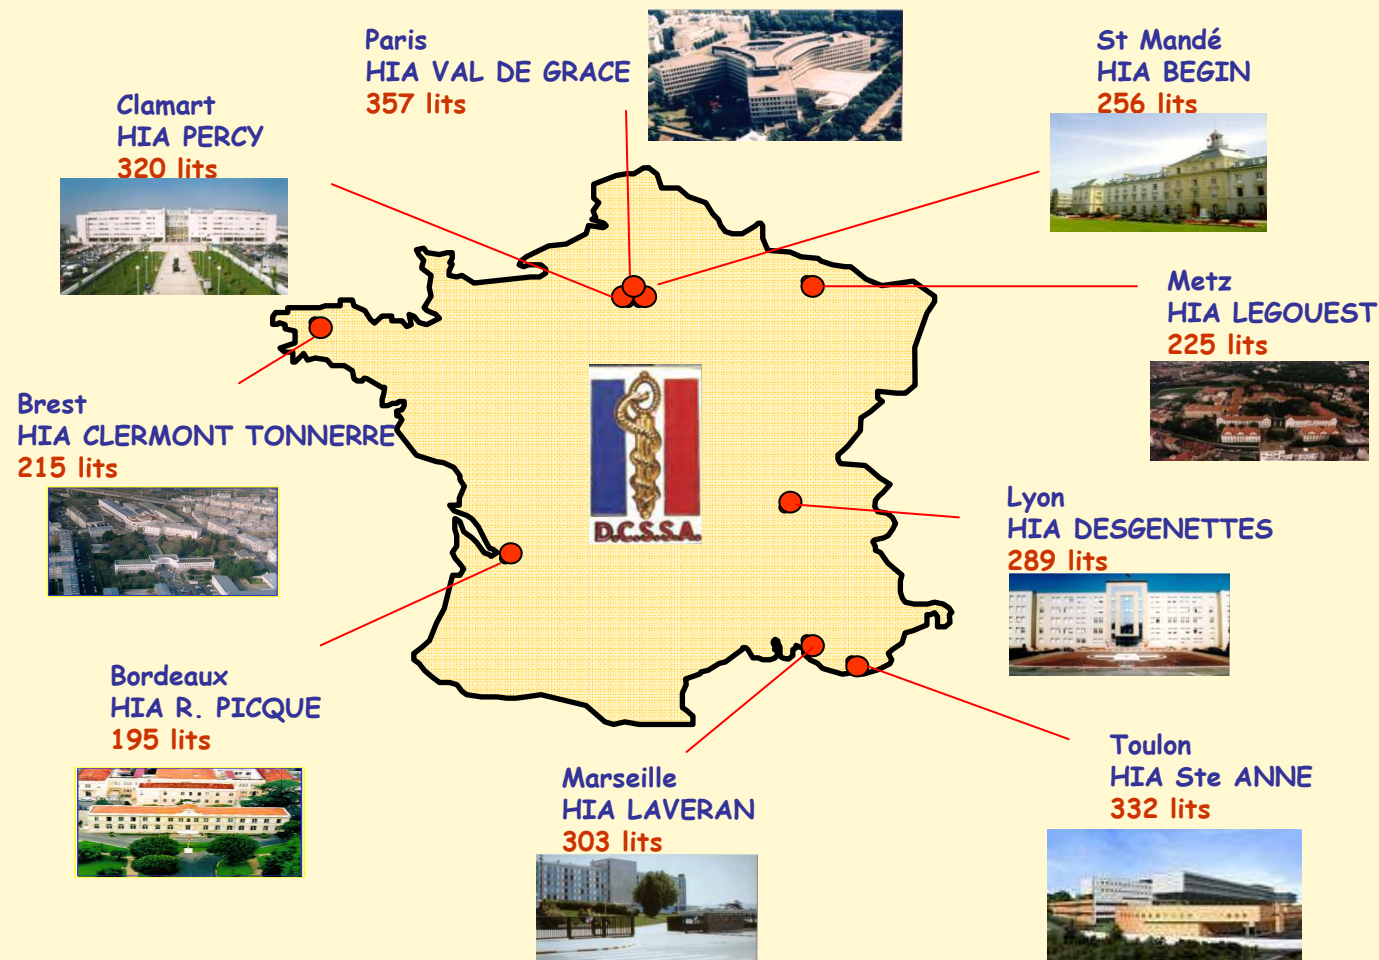 Paris
HIA VAL DE GRACE
357 lits
St Mandé
HIA BEGIN
256 lits
Clamart
HIA PERCY
320 lits
Metz
HIA LEGOUEST
225 lits
Brest
HIA CLERMONT TONNERRE
215 lits
D.C.S.S.A.
Lyon
HIA DESGENETTES
289 lits
Bordeaux
HIA R. PICQUE
195 lits
Marseille
HIA LAVERAN
303 lits
Toulon
HIA Ste ANNE
332 lits